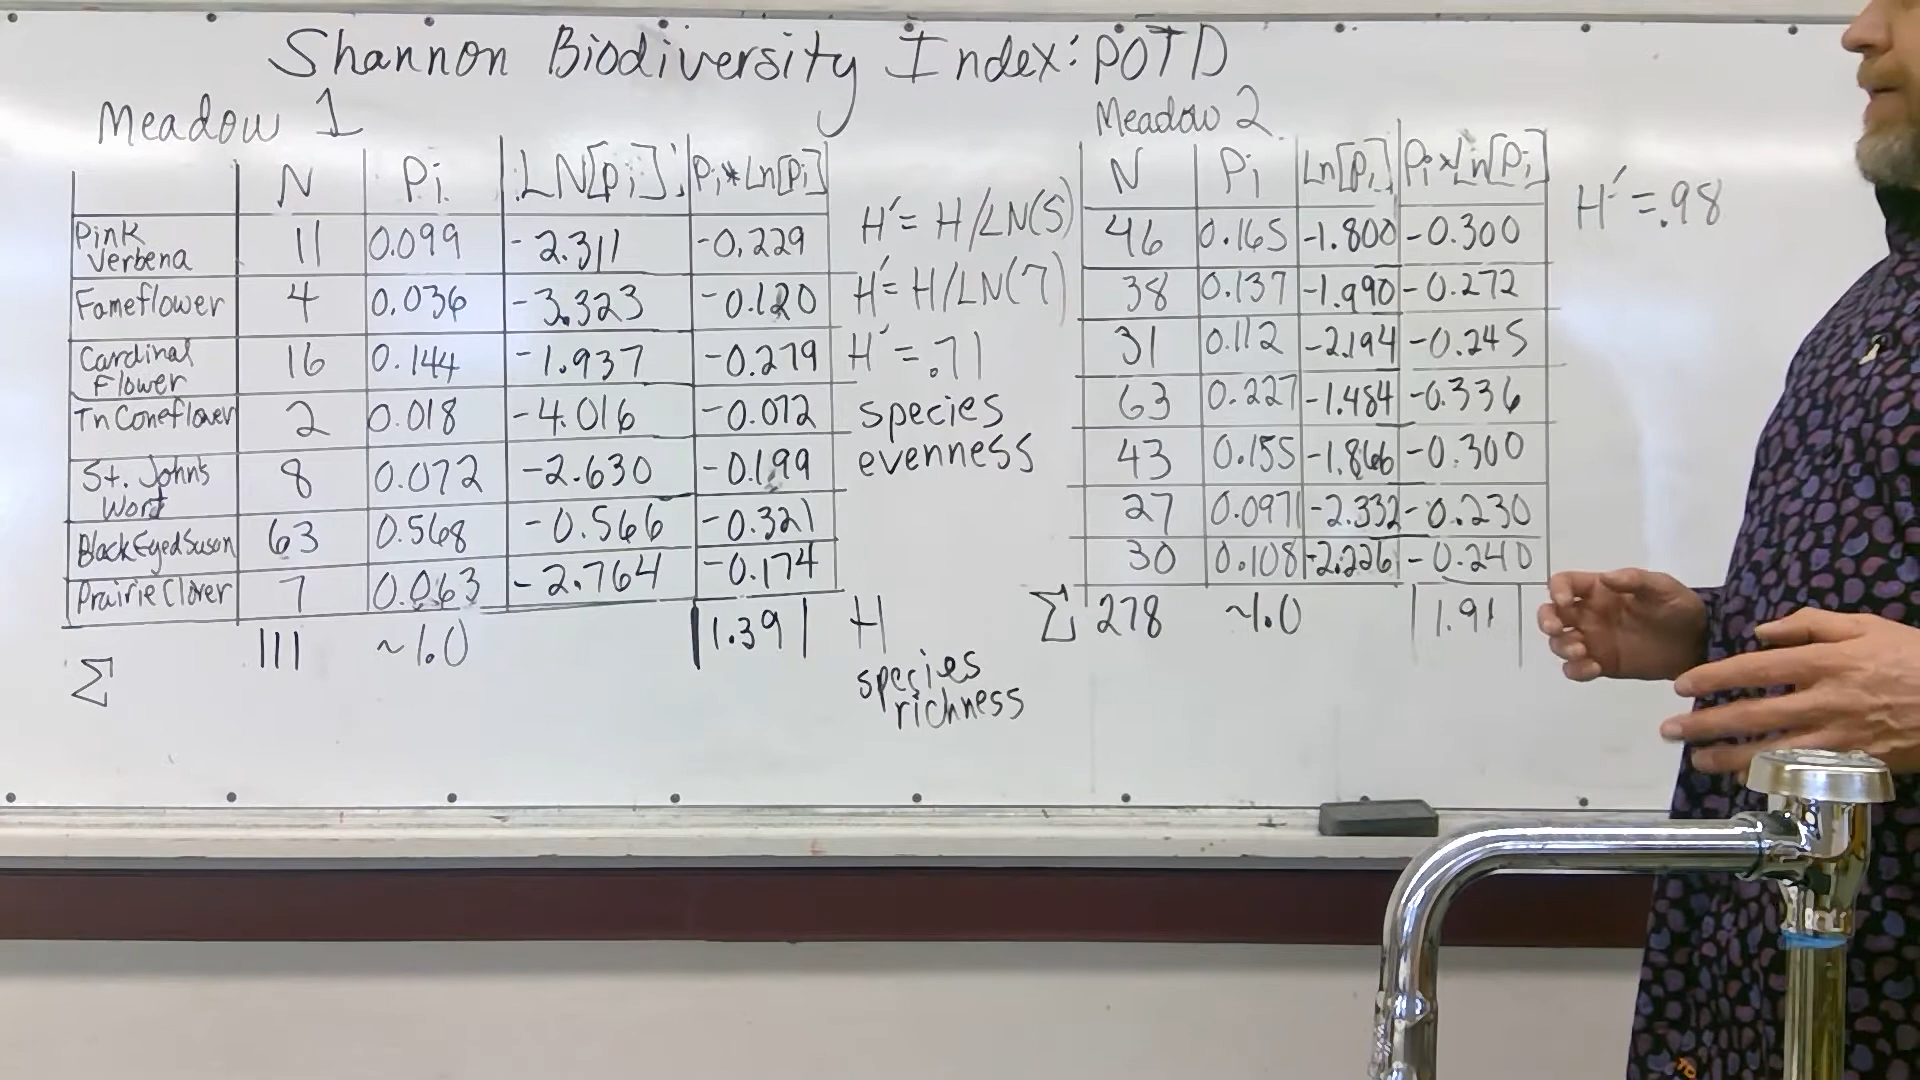 Shannon Biodiversity Index: POTD
Meadow 1
N Pi LN[pi] Pi*Ln[pi]
Pink Verbena 11 0.099 -2.311 -0.229
Fameflower 4 0.036 -3.323 -0.120
Cardinal Flower 16 0.144 -1.937 -0.279
Tn Coneflower 2 0.018 -4.016 -0.072
St. John's Wort 8 0.072 -2.630 -0.199
Black Eyed Susan 63 0.568 -0.566 -0.321
Prairie Clover 7 0.063 -2.764 -0.174
Σ 111 ~1.0 |1.39| H
species
richness
H' = H/LN(S)
H' = H/LN(7)
H' = .71
species
evenness
Meadow 2
N Pi Ln[Pi] Pi*Ln[Pi]
46 0.165 -1.800 -0.300
38 0.137 -1.990 -0.272
31 0.112 -2.194 -0.245
63 0.227 -1.484 -0.336
43 0.155 -1.866 -0.300
27 0.097 -2.332 -0.230
30 0.108 -2.226 -0.240
Σ 278 ~1.0 |1.91|
H' = .98